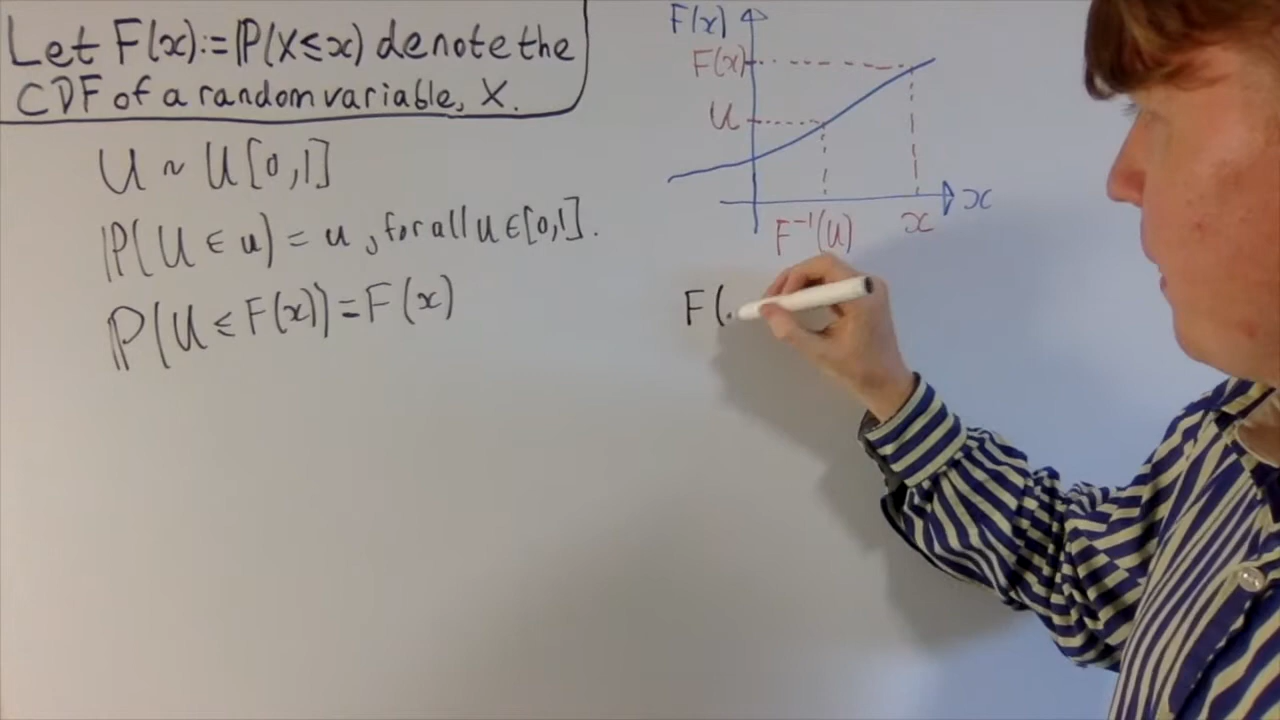 Let F(x):=ℙ(X≤x) denote the
CDF of a random variable, X.
U ~ U[0,1]
ℙ(U ≤ u) = u, for all u ∈ [0,1].
ℙ(U ≤ F(x)) = F(x)
F(x)
F(x)
U
x
F⁻¹(U)
x
F(